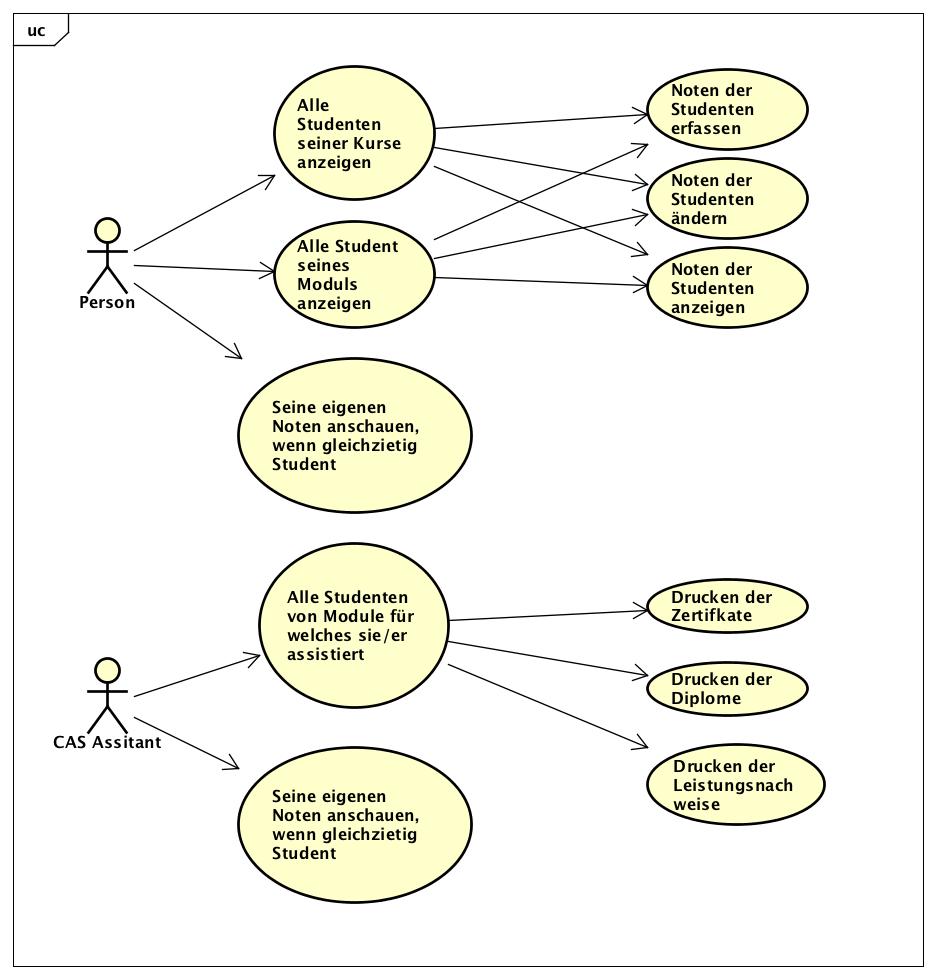 uc
Alle
Studenten
seiner Kurse
anzeigen
Noten der
Studenten
erfassen
Noten der
Studenten
ändern
Alle Student
seines
Moduls
anzeigen
Noten der
Studenten
anzeigen
Person
Seine eigenen
Noten anschauen,
wenn gleichzietig
Student
Alle Studenten
von Module für
welches sie/er
assistiert
Drucken der
Zertifkate
Drucken der
Diplome
CAS Assitant
Drucken der
Leistungsnach
weise
Seine eigenen
Noten anschauen,
wenn gleichzietig
Student